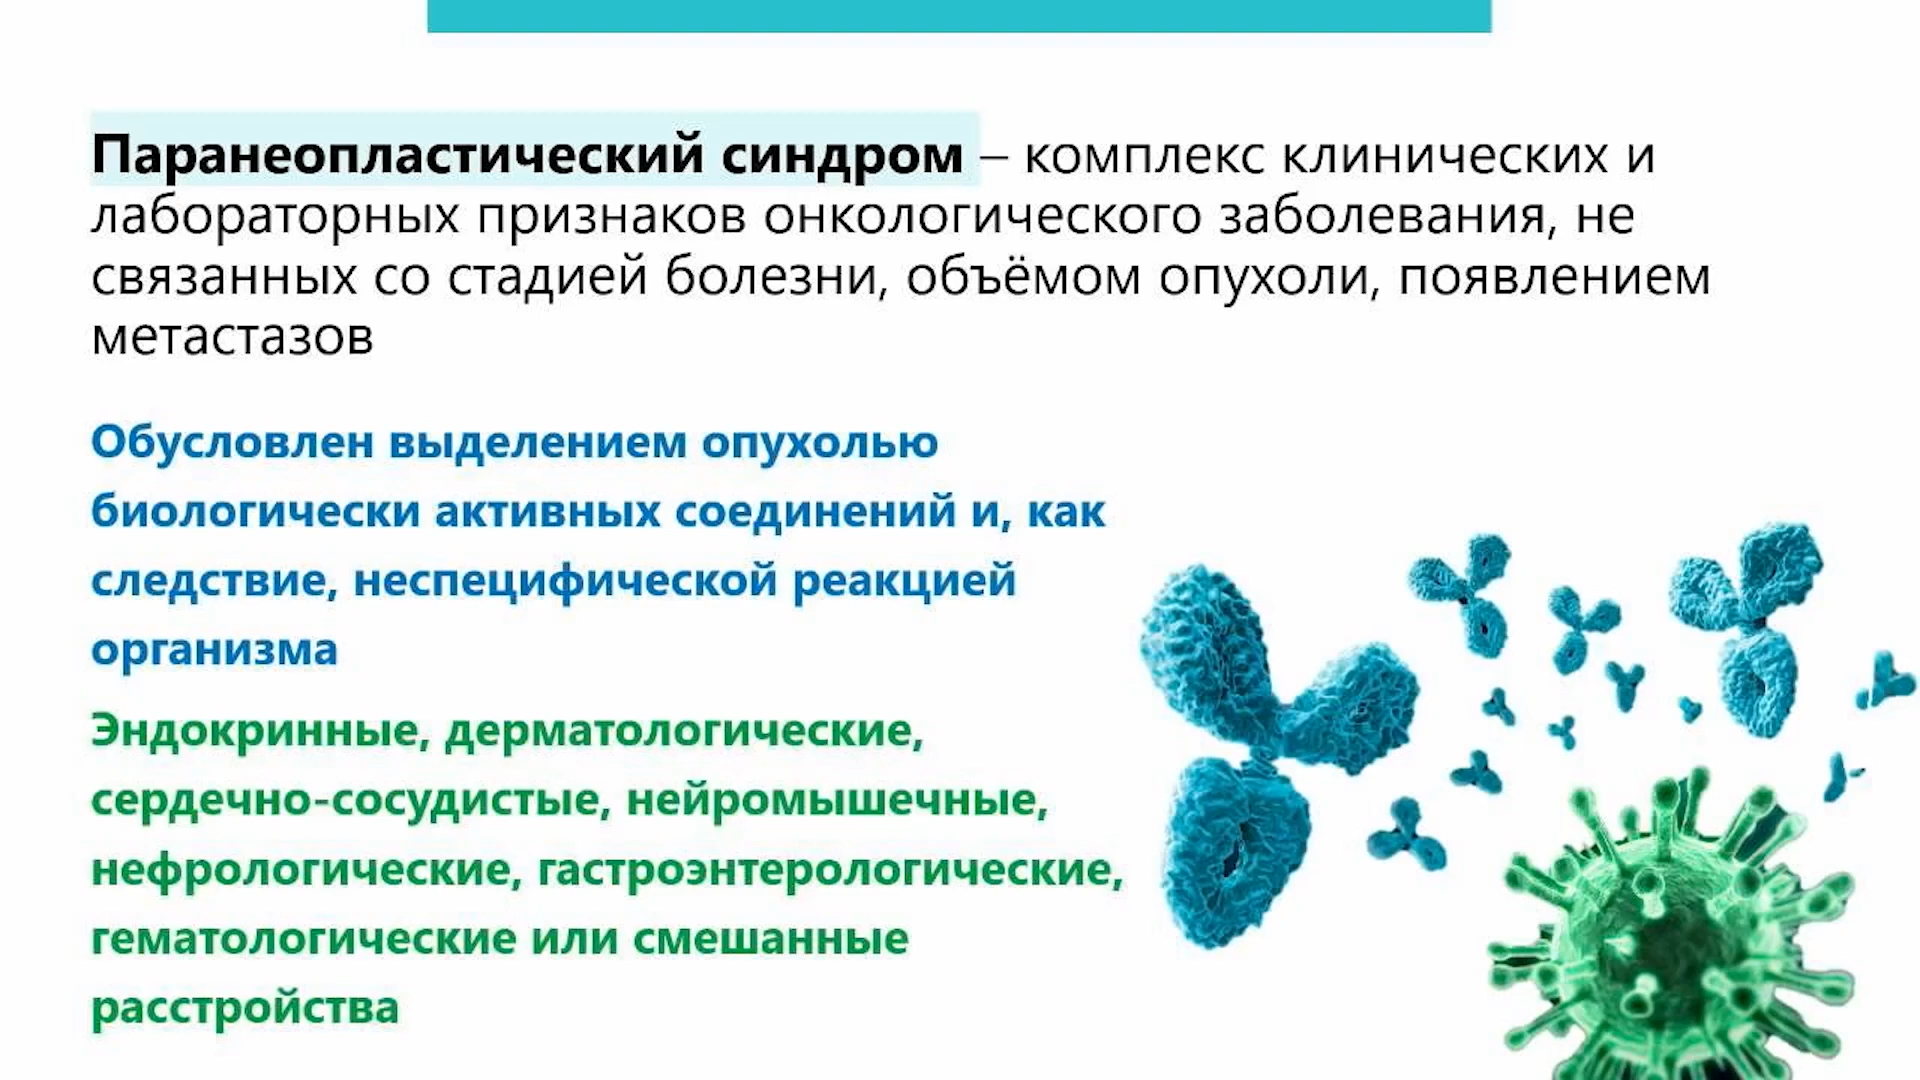 Паранеопластический синдром – комплекс клинических и
лабораторных признаков онкологического заболевания, не
связанных со стадией болезни, объёмом опухоли, появлением
метастазов
Обусловлен выделением опухолью
биологически активных соединений и, как
следствие, неспецифической реакцией
организма
Эндокринные, дерматологические,
сердечно-сосудистые, нейромышечные,
нефрологические, гастроэнтерологические,
гематологические или смешанные
расстройства